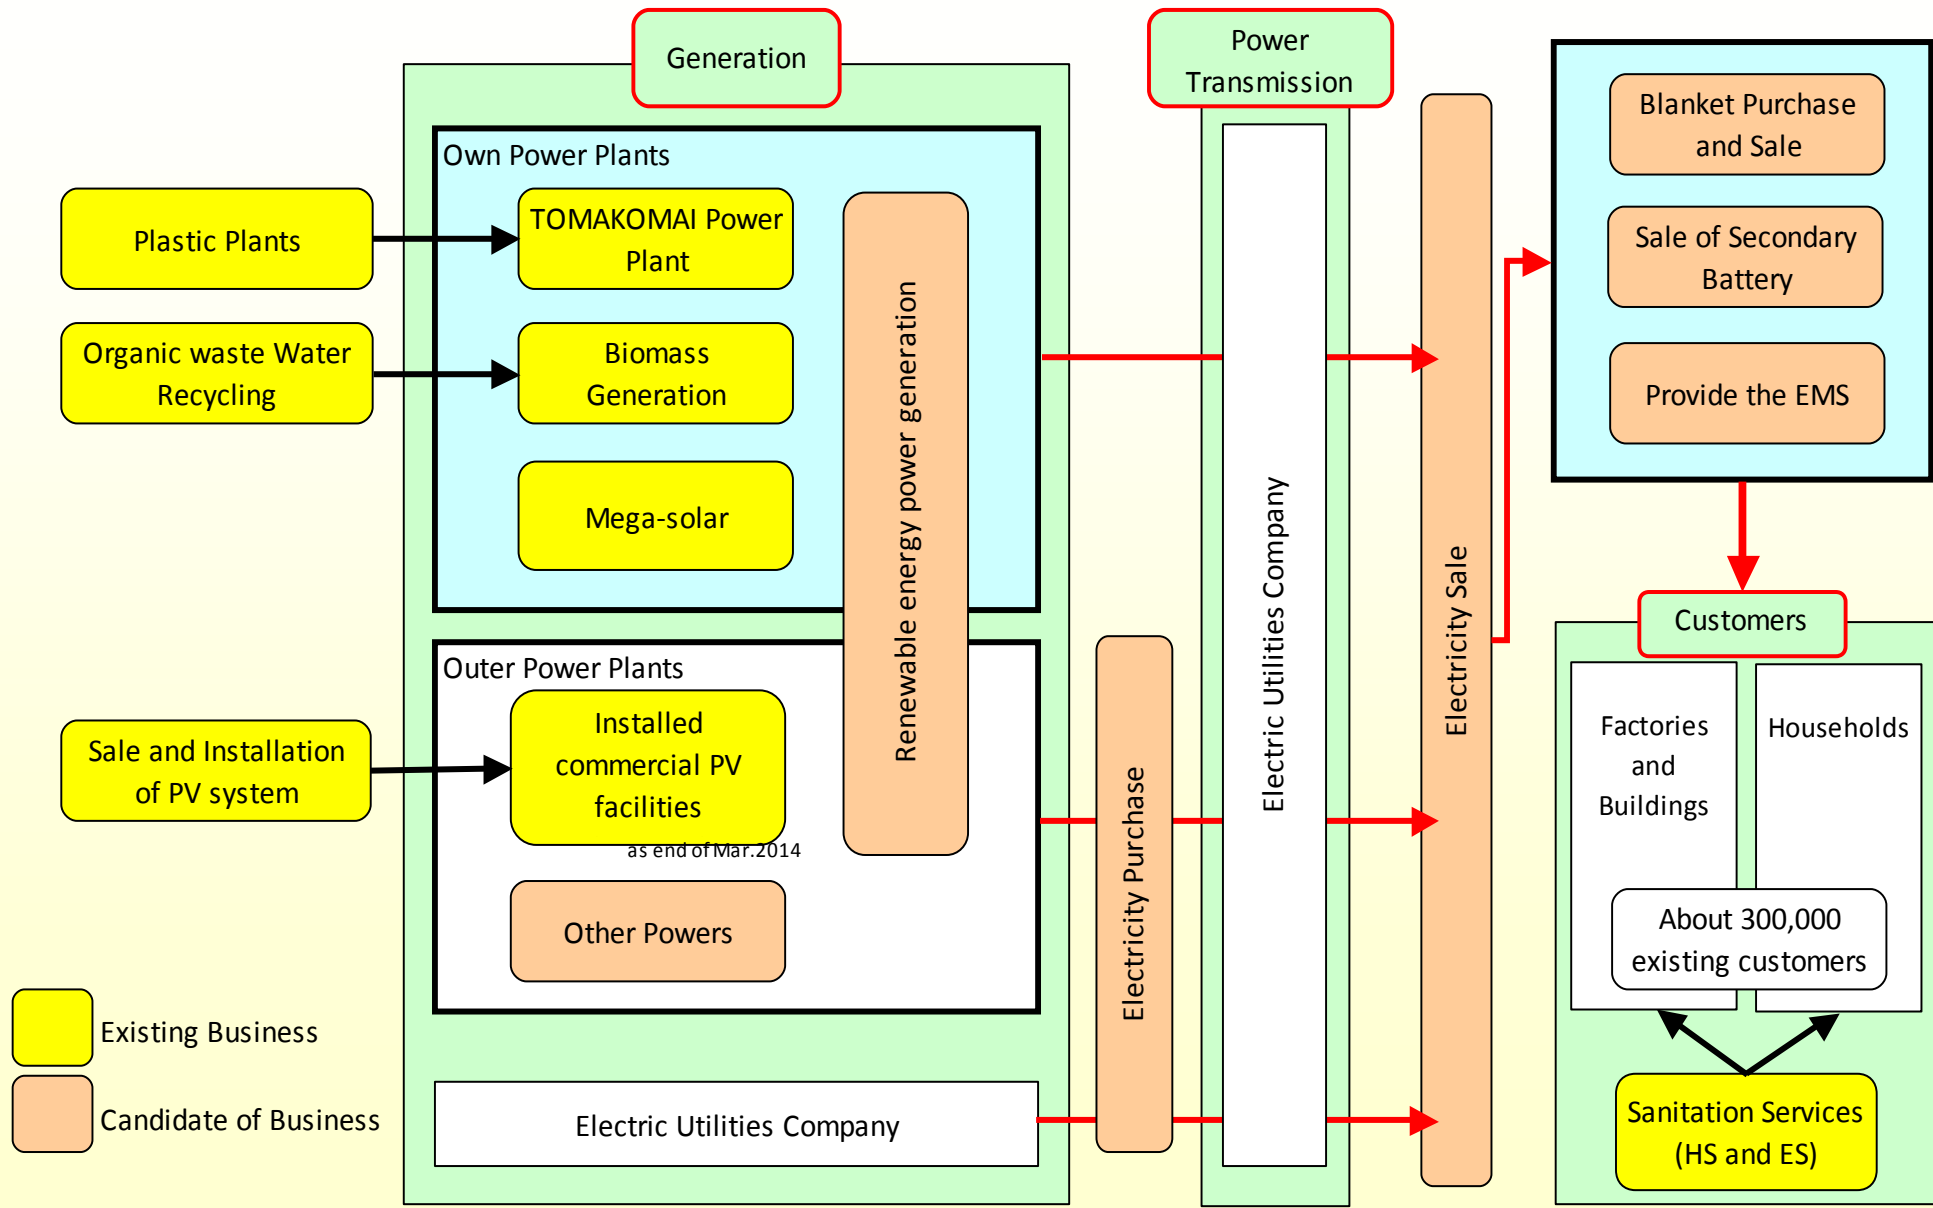 Generation
Own Power Plants
Plastic Plants
TOMAKOMAI Power
Plant
Organic waste Water
Recycling
Biomass
Generation
Mega-solar
Renewable energy power generation
Outer Power Plants
Sale and Installation
of PV system
Installed
commercial PV
facilities
as end of Mar.2014
Other Powers
Electric Utilities Company
Existing Business
Candidate of Business
Electricity Purchase
Power
Transmission
Electric Utilities Company
Electricity Sale
Blanket Purchase
and Sale
Sale of Secondary
Battery
Provide the EMS
Customers
Factories
and
Buildings
Households
About 300,000
existing customers
Sanitation Services
(HS and ES)